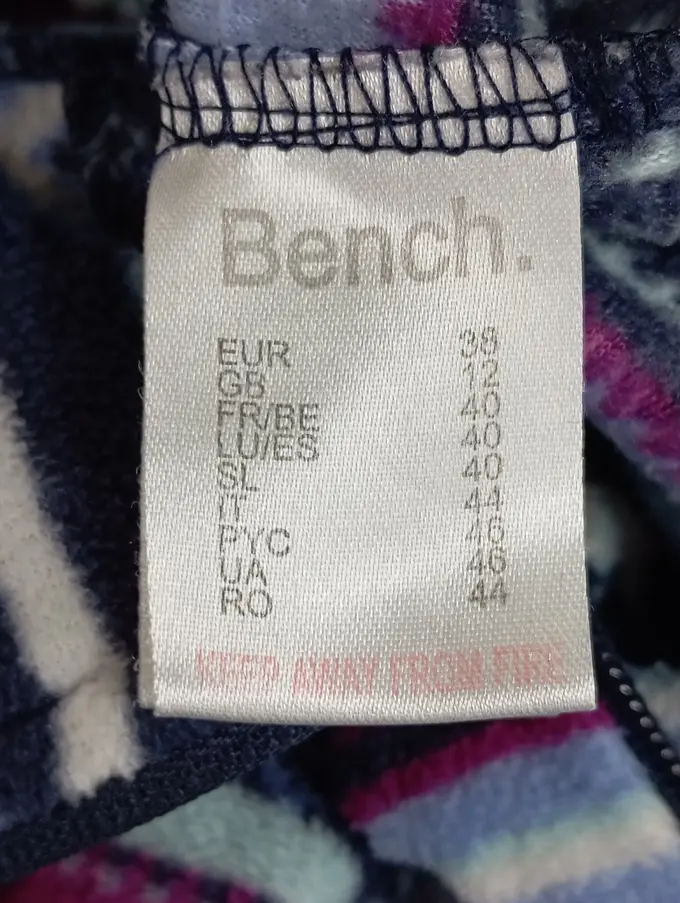 Bench.
EUR 38
GB 12
FR/BE 40
LU/ES 40
SL 40
IT 44
РУС 46
UA 46
RO 44
KEEP AWAY FROM FIRE